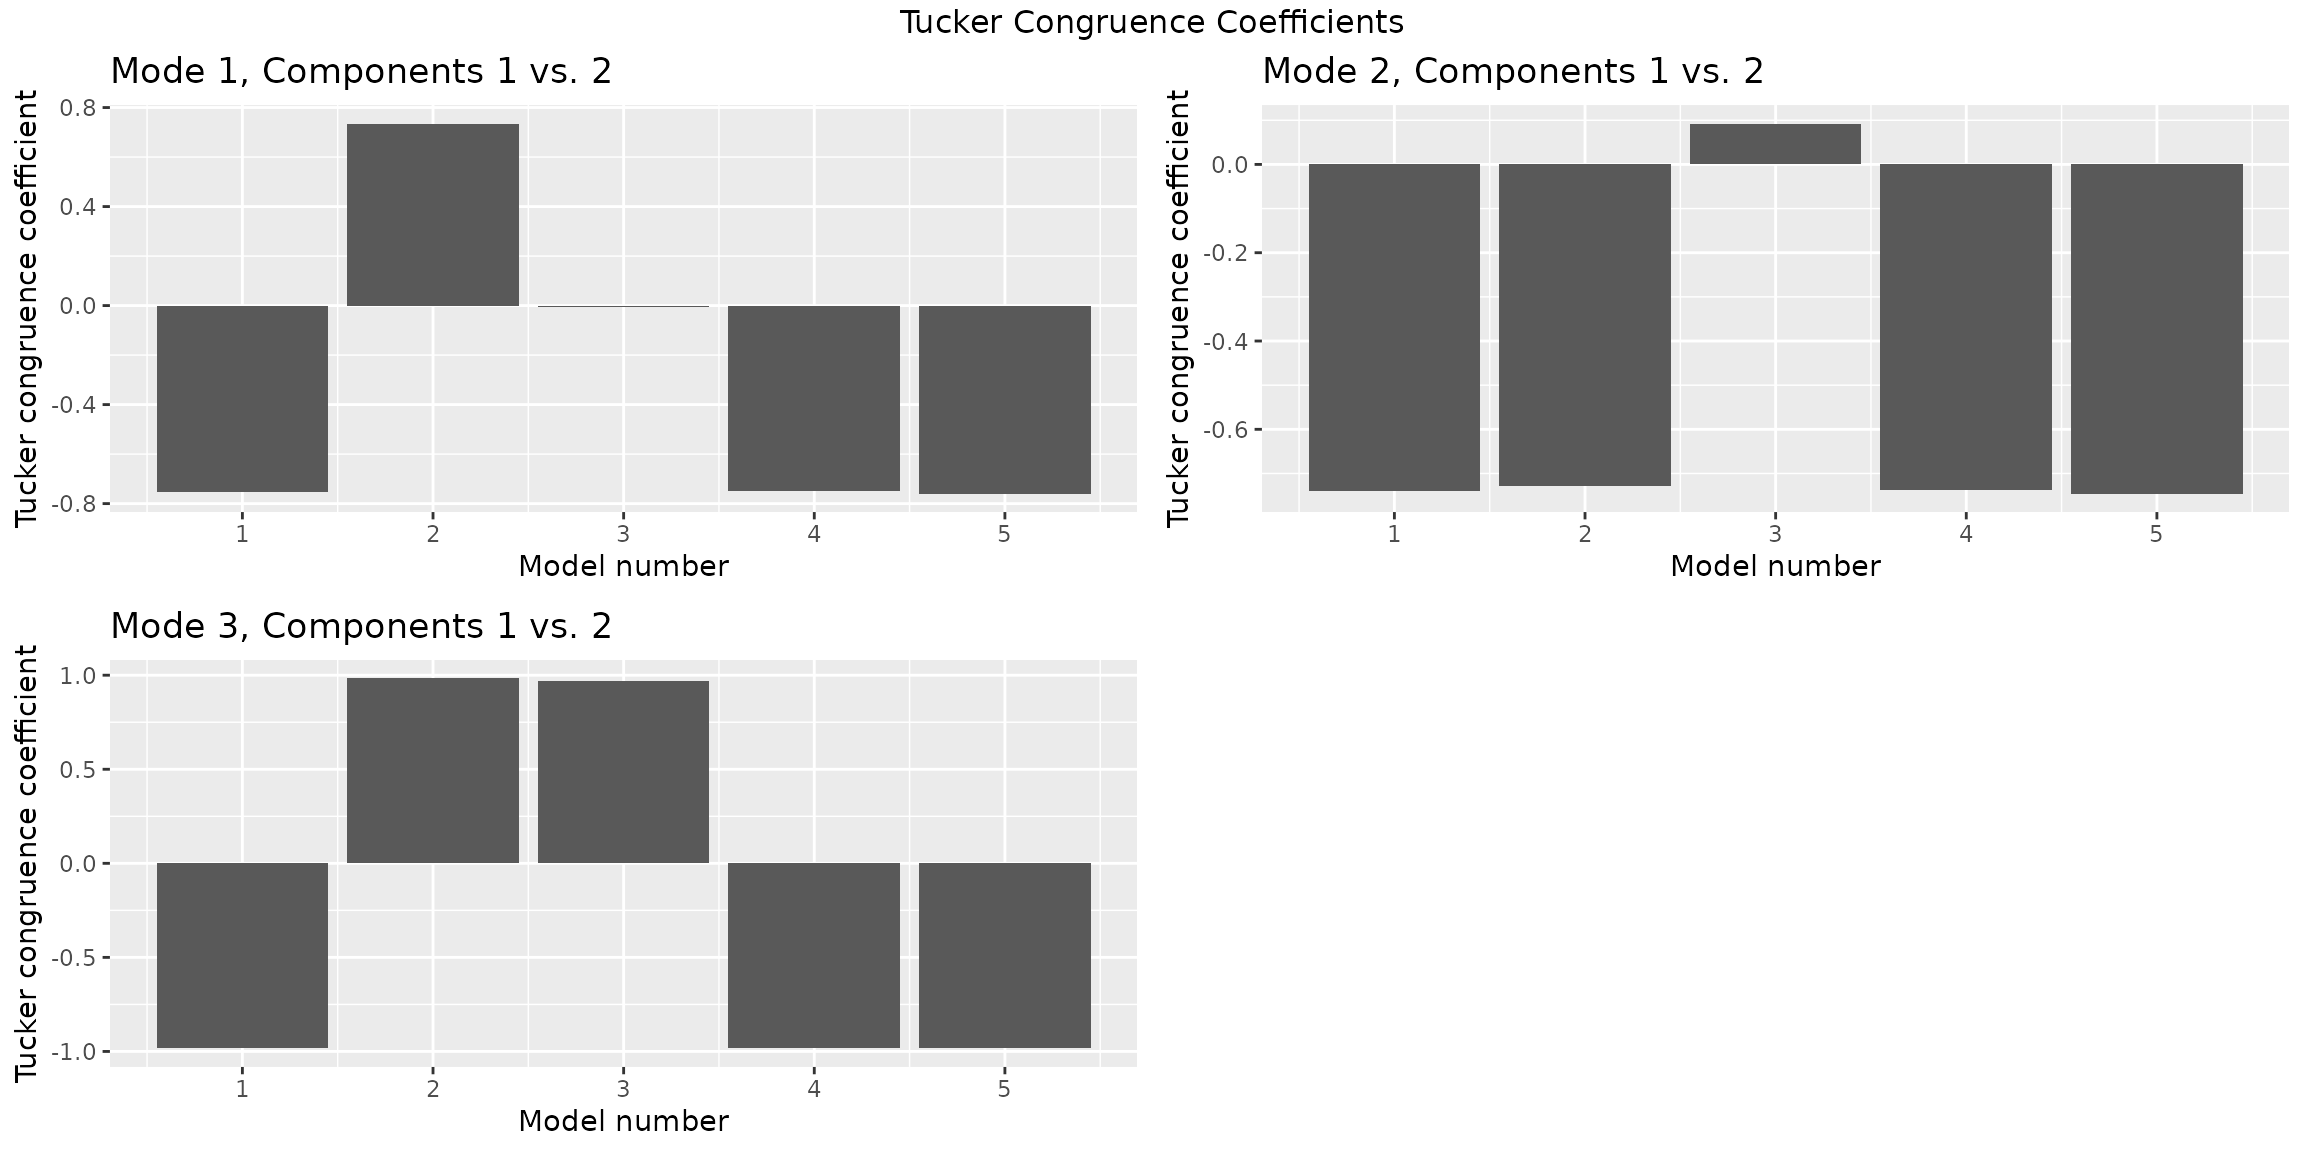 Tucker Congruence Coefficients
Mode 1, Components 1 vs. 2
Tucker congruence coefficient
0.8
0.4
0.0
-0.4
-0.8
1 2 3 4 5
Model number
Mode 2, Components 1 vs. 2
Tucker congruence coefficient
0.0
-0.2
-0.4
-0.6
1 2 3 4 5
Model number
Mode 3, Components 1 vs. 2
Tucker congruence coefficient
1.0
0.5
0.0
-0.5
-1.0
1 2 3 4 5
Model number